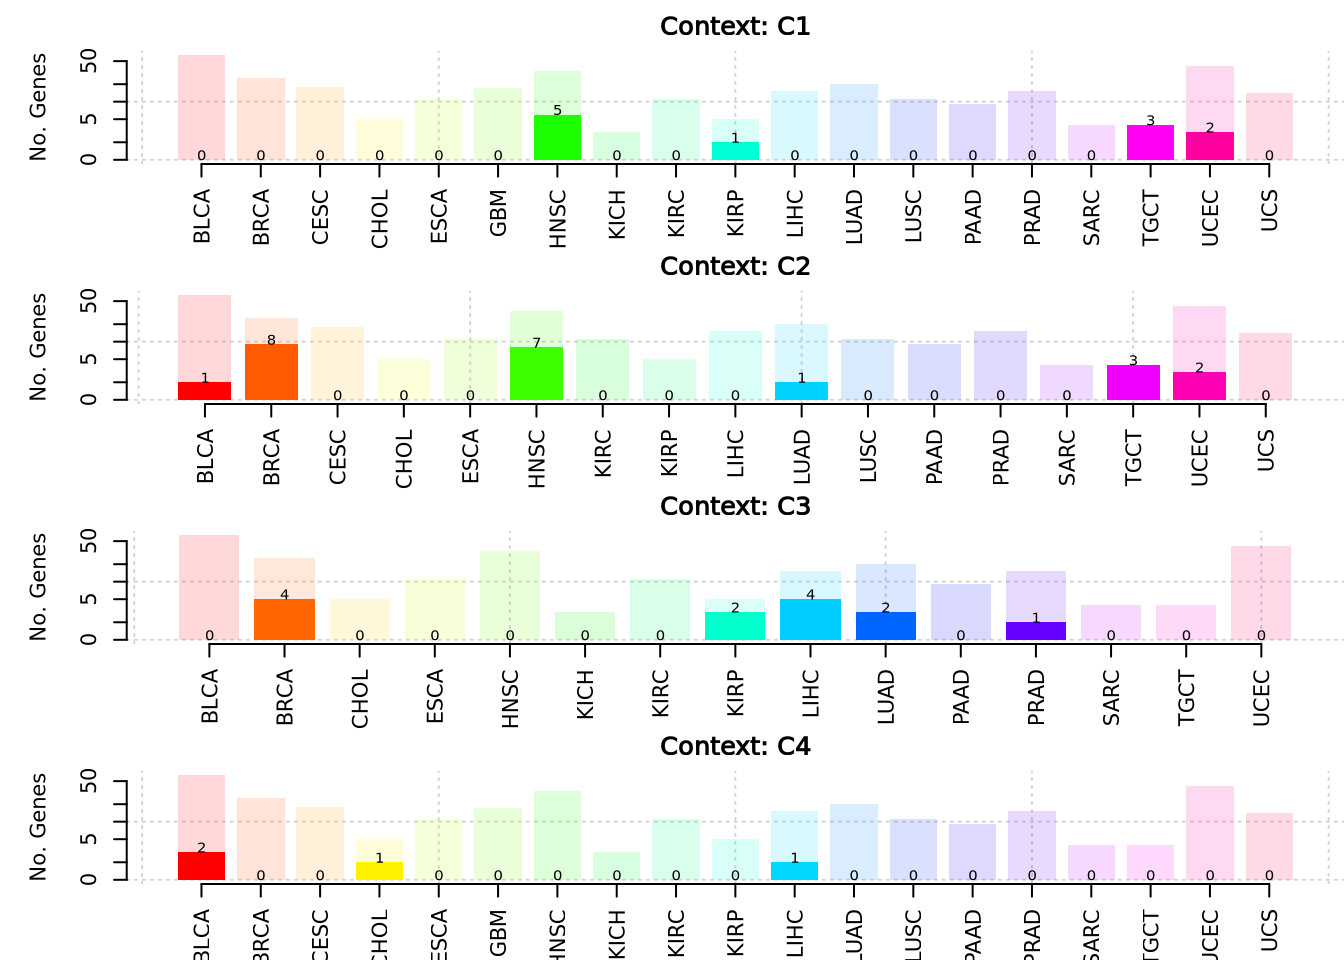 Context: C1
No. Genes
50
5
0
0 0 0 0 0 0 5 0 0 1 0 0 0 0 0 0 3 2 0
BLCA BRCA CESC CHOL ESCA GBM HNSC KICH KIRC KIRP LIHC LUAD LUSC PAAD PRAD SARC TGCT UCEC UCS
Context: C2
No. Genes
50
5
0
1 8 0 0 0 7 0 0 0 1 0 0 0 0 3 2 0
BLCA BRCA CESC CHOL ESCA HNSC KIRC KIRP LIHC LUAD LUSC PAAD PRAD SARC TGCT UCEC UCS
Context: C3
No. Genes
50
5
0
0 4 0 0 0 0 0 2 4 2 0 1 0 0 0
BLCA BRCA CHOL ESCA HNSC KICH KIRC KIRP LIHC LUAD PAAD PRAD SARC TGCT UCEC
Context: C4
No. Genes
50
5
0
2 0 0 1 0 0 0 0 0 0 1 0 0 0 0 0 0 0 0
BLCA BRCA CESC CHOL ESCA GBM HNSC KICH KIRC KIRP LIHC LUAD LUSC PAAD PRAD SARC TGCT UCEC UCS